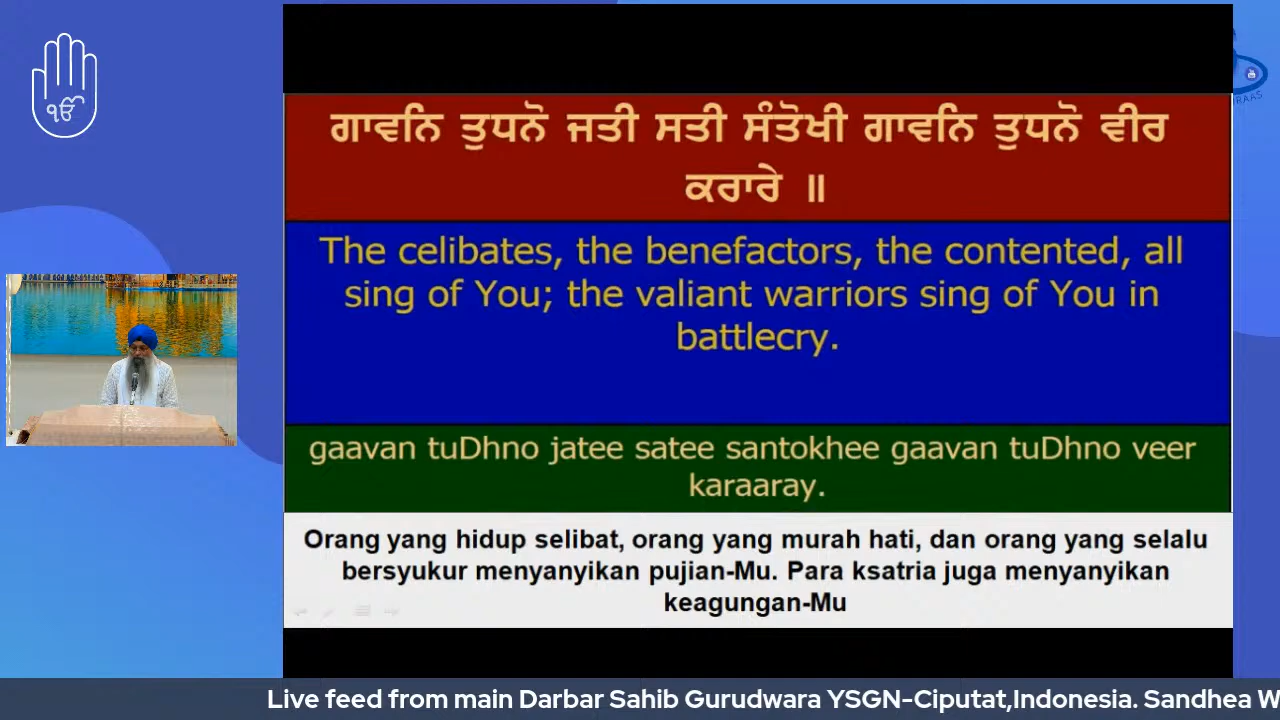 ੴ
IRAAS
ਗਾਵਨਿ ਤੁਧਨੋ ਜਤੀ ਸਤੀ ਸੰਤੋਖੀ ਗਾਵਨਿ ਤੁਧਨੋ ਵੀਰ
ਕਰਾਰੇ ॥
The celibates, the benefactors, the contented, all
sing of You; the valiant warriors sing of You in
battlecry.
gaavan tuDhno jatee satee santokhee gaavan tuDhno veer
karaaray.
Orang yang hidup selibat, orang yang murah hati, dan orang yang selalu
bersyukur menyanyikan pujian-Mu. Para ksatria juga menyanyikan
keagungan-Mu
Live feed from main Darbar Sahib Gurudwara YSGN-Ciputat,Indonesia. Sandhea W